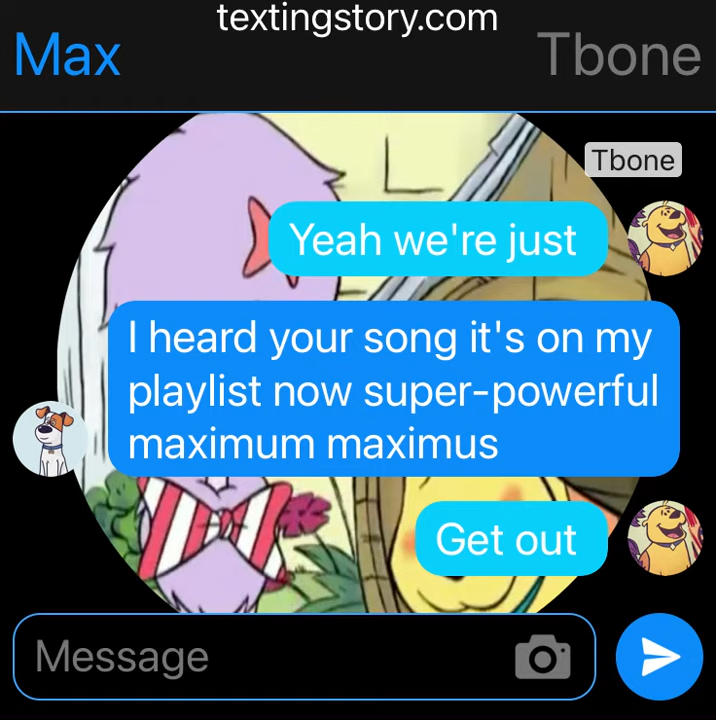 textingstory.com
Max
Tbone
Tbone
Yeah we're just
I heard your song it's on my
playlist now super-powerful
maximum maximus
Get out
Message